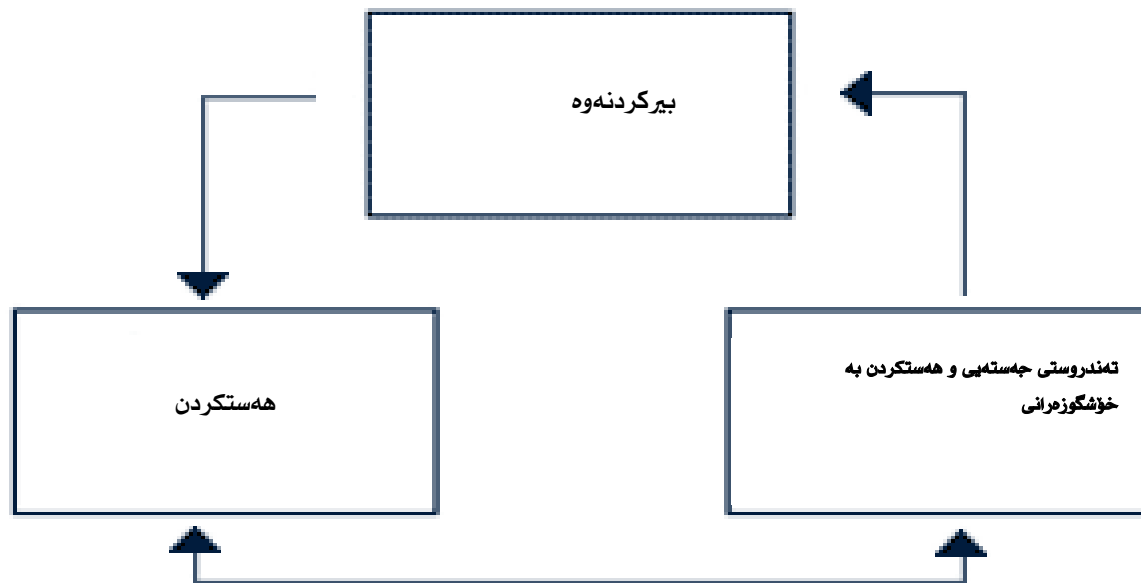 بیرکردنەوە
هەستکردن
تەندروستی جەستەیی و هەستکردن بە
خۆشگوزەرانی